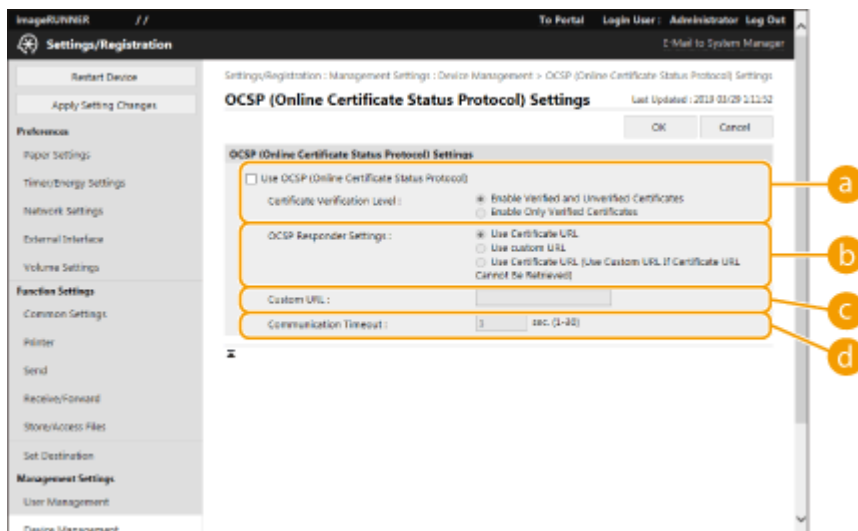 imageRUNNER // To Portal Login User : Administrator Log Out
Settings/Registration E-Mail to System Manager
Restart Device
Apply Setting Changes
Preferences
Paper Settings
Timer/Energy Settings
Network Settings
External Interface
Volume Settings
Function Settings
Common Settings
Printer
Send
Receive/Forward
Store/Access Files
Set Destination
Management Settings
User Management
Device Management
Settings/Registration : Management Settings : Device Management > OCSP (Online Certificate Status Protocol) Settings
OCSP (Online Certificate Status Protocol) Settings
Last Updated : 2019 03/29 1:11:52
OK Cancel
OCSP (Online Certificate Status Protocol) Settings
Use OCSP (Online Certificate Status Protocol)
Certificate Verification Level : Enable Verified and Unverified Certificates
Enable Only Verified Certificates
a
OCSP Responder Settings : Use Certificate URL
Use custom URL
Use Certificate URL (Use Custom URL If Certificate URL
Cannot Be Retrieved)
b
Custom URL :
c
Communication Timeout : 3 sec. (1-30)
d